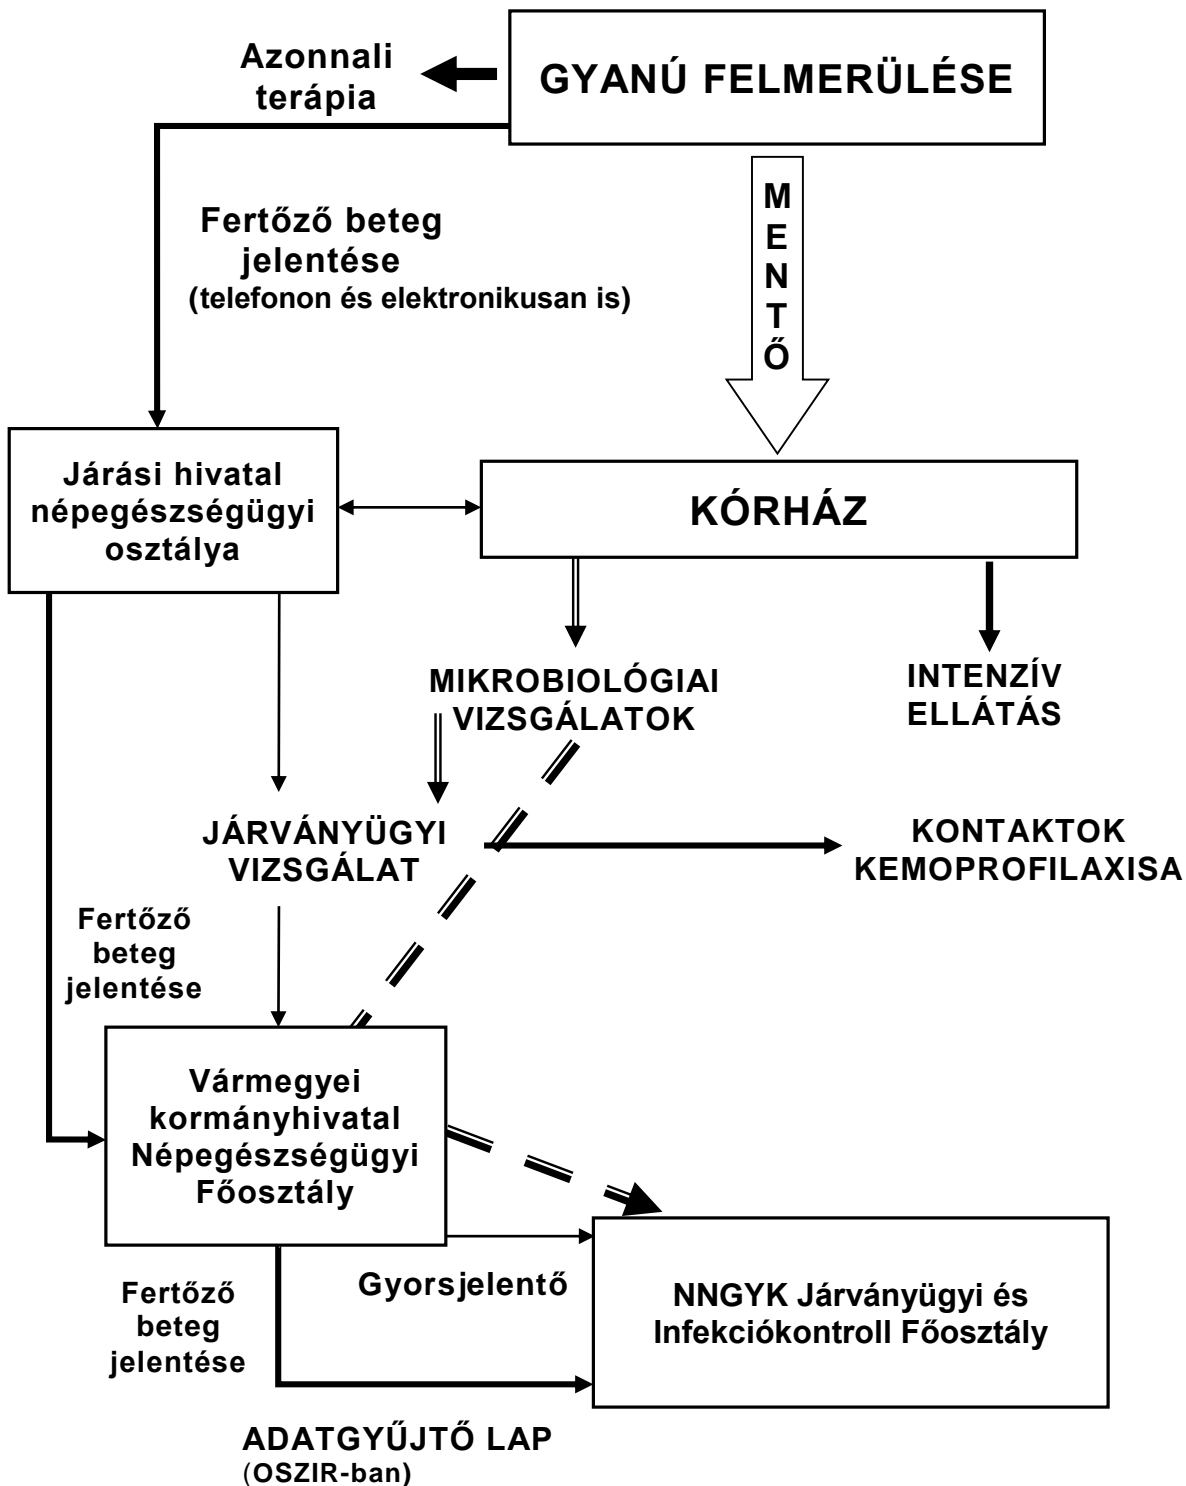 Azonnali
terápia
GYANÚ FELMERÜLÉSE
M
E
N
T
Ő
Fertőző beteg
jelentése
(telefonon és elektronikusan is)
Járási hivatal
népegészségügyi
osztálya
KÓRHÁZ
MIKROBIOLÓGIAI
VIZSGÁLATOK
INTENZÍV
ELLÁTÁS
JÁRVÁNYÜGYI
VIZSGÁLAT
KONTAKTOK
KEMOPROFILAXISA
Fertőző
beteg
jelentése
Vármegyei
kormányhivatal
Népegészségügyi
Főosztály
Gyorsjelentő
Fertőző
beteg
jelentése
NNGYK Járványügyi és
Infekciókontroll Főosztály
ADATGYŰJTŐ LAP
(OSZIR-ban)